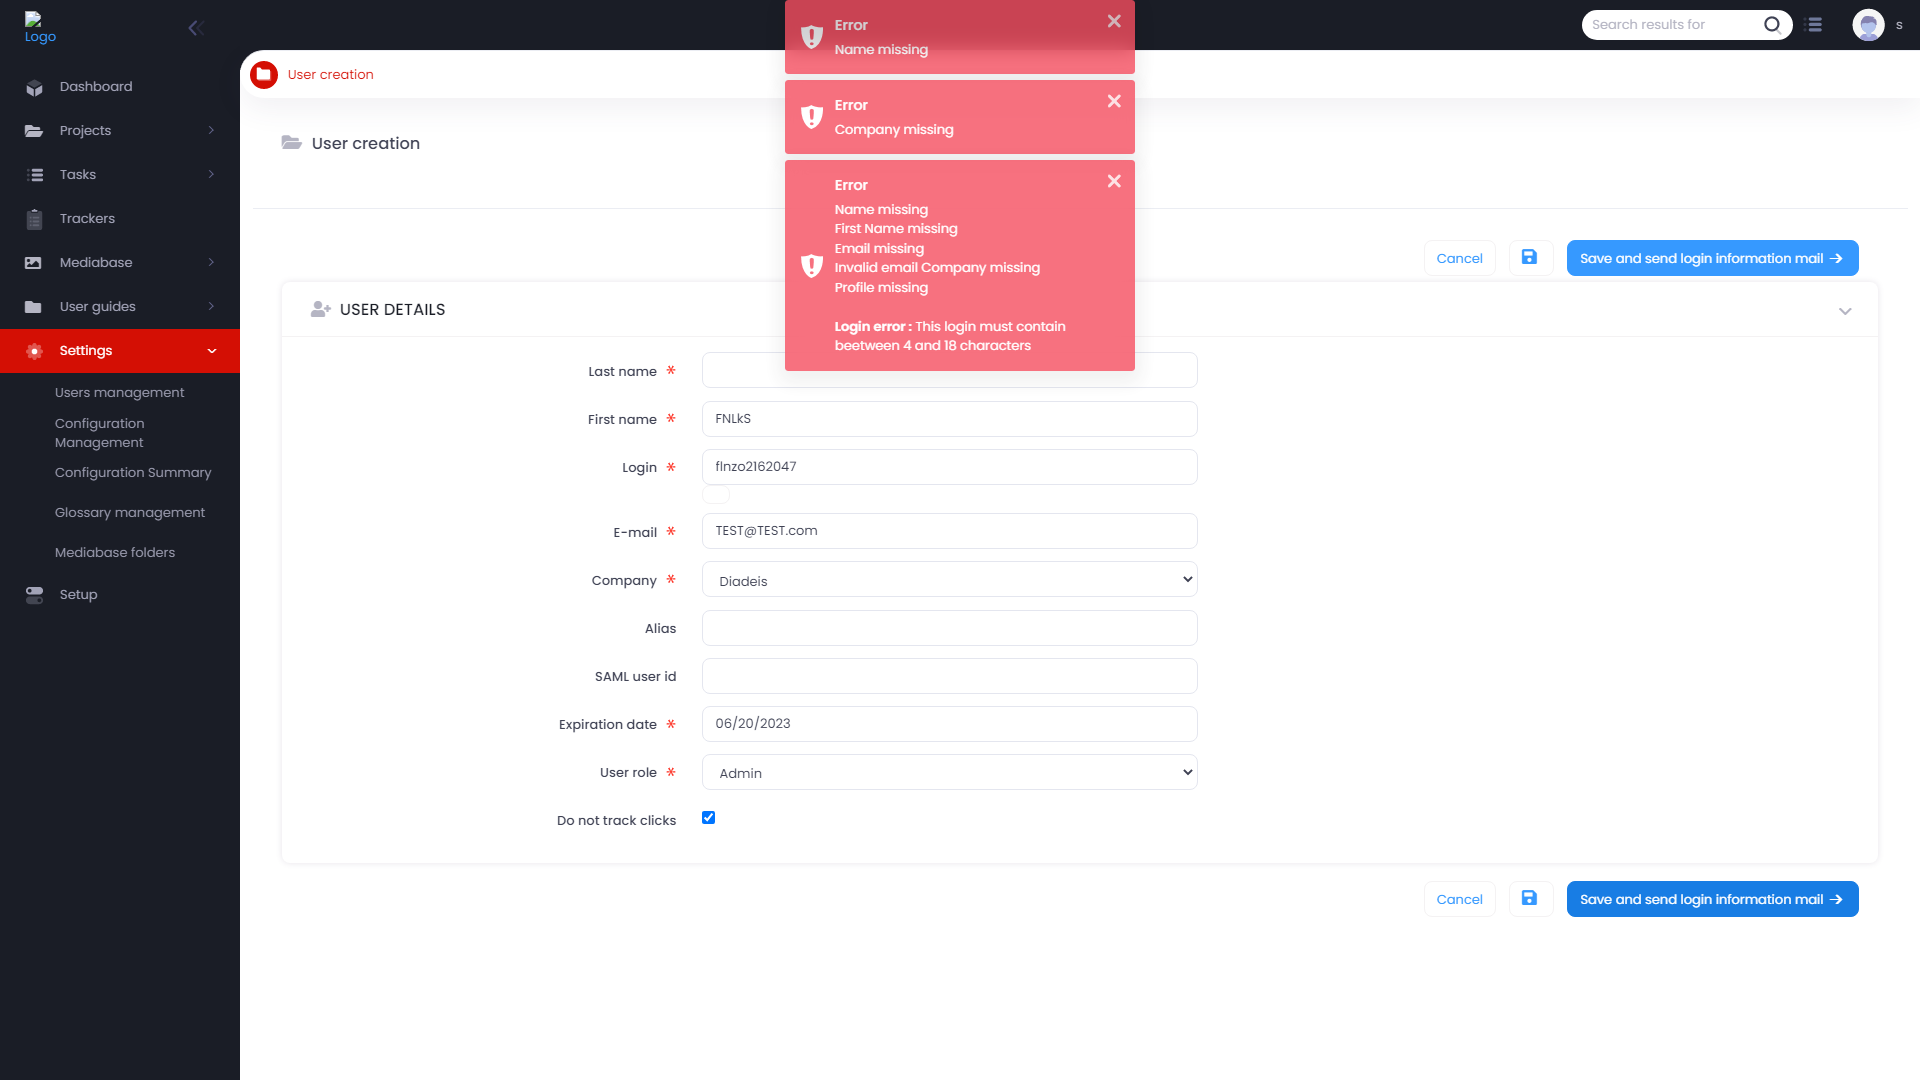 Logo
Search results for
s
Dashboard
Projects
Tasks
Trackers
Mediabase
User guides
Settings
Users management
Configuration
Management
Configuration Summary
Glossary management
Mediabase folders
Setup
User creation
User creation
Error
Name missing
Error
Company missing
Error
Name missing
First Name missing
Email missing
Invalid email Company missing
Profile missing
Login error : This login must contain
beetween 4 and 18 characters
Cancel
Save and send login information mail
USER DETAILS
Last name *
First name * FNLkS
Login * flnzo2162047
E-mail * TEST@TEST.com
Company * Diadeis
Alias
SAML user id
Expiration date * 06/20/2023
User role * Admin
Do not track clicks
Cancel
Save and send login information mail